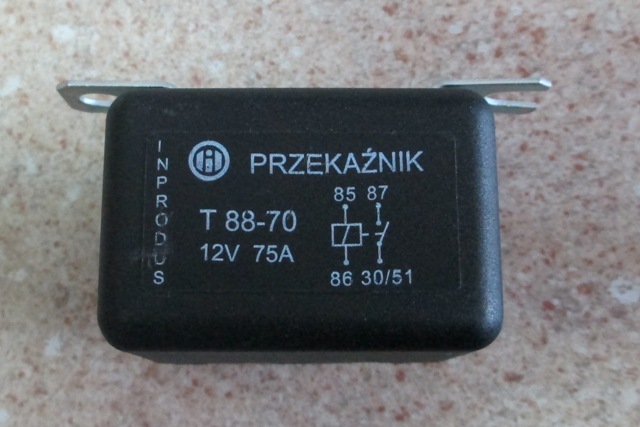 INPRODUS
PRZEKAŹNIK
T 88-70
12V 75A
85 87
86 30/51